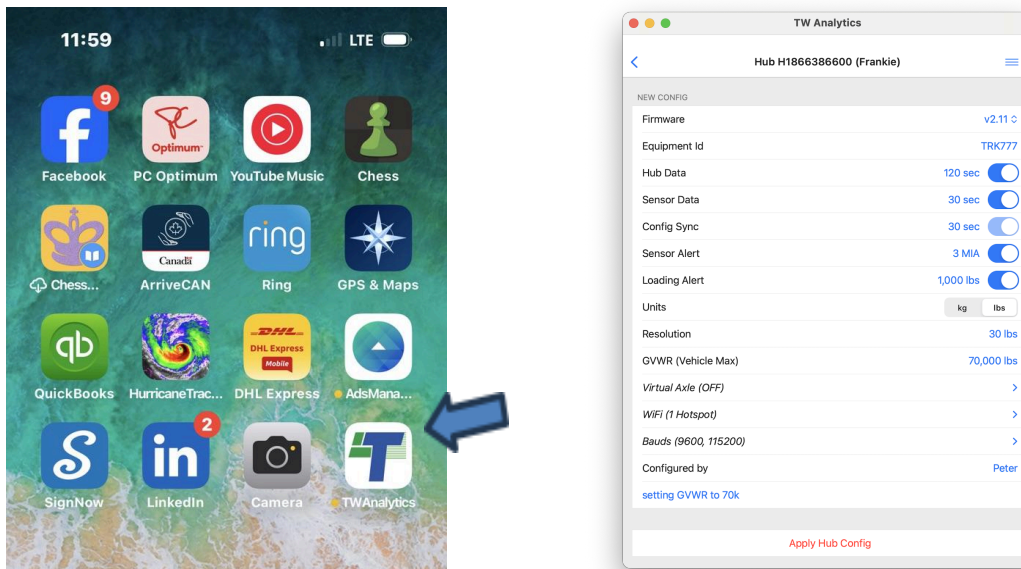 11:59 LTE
9
Optimum
Facebook PC Optimum YouTube Music Chess
Canada
ring
Chess... ArriveCAN Ring GPS & Maps
qb
DHL
DHL Express
Mobile
QuickBooks HurricaneTrac... DHL Express AdsMana...
2
S
in
T
SignNow LinkedIn Camera TWAnalytics
TW Analytics
Hub H1866386600 (Frankie)
NEW CONFIG
Firmware v2.11
Equipment Id TRK777
Hub Data 120 sec
Sensor Data 30 sec
Config Sync 30 sec
Sensor Alert 3 MIA
Loading Alert 1,000 lbs
Units kg lbs
Resolution 30 lbs
GVWR (Vehicle Max) 70,000 lbs
Virtual Axle (OFF)
WiFi (1 Hotspot)
Bauds (9600, 115200)
Configured by Peter
setting GVWR to 70k
Apply Hub Config